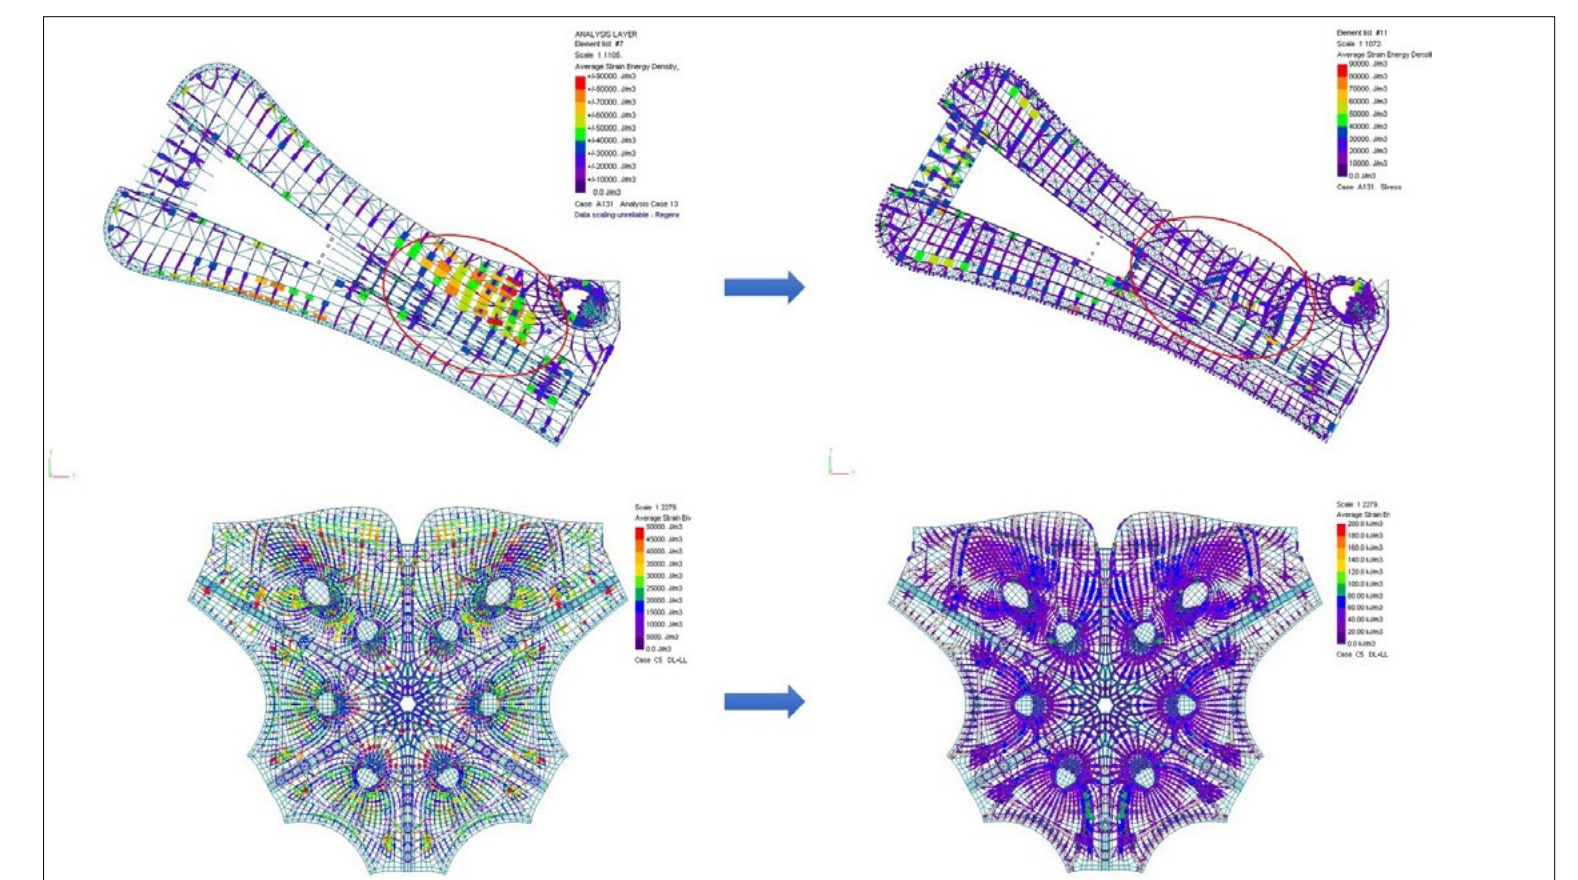 ANALYSIS LAYER
Element list: #7
Scale: 1:1105.
Average Strain Energy Density,
+/-90000. J/m3
+/-80000. J/m3
+/-70000. J/m3
+/-60000. J/m3
+/-50000. J/m3
+/-40000. J/m3
+/-30000. J/m3
+/-20000. J/m3
+/-10000. J/m3
0.0 J/m3
Case: A131 : Analysis Case 13
Data scaling unreliable - Regene
Element list: #11
Scale: 1:1072.
Average Strain Energy Densit
90000. J/m3
80000. J/m3
70000. J/m3
60000. J/m3
50000. J/m3
40000. J/m3
30000. J/m3
20000. J/m3
10000. J/m3
0.0 J/m3
Case: A131 : Stress
Scale: 1:2279.
Average Strain En
50000. J/m3
45000. J/m3
40000. J/m3
35000. J/m3
30000. J/m3
25000. J/m3
20000. J/m3
15000. J/m3
10000. J/m3
5000. J/m3
0.0 J/m3
Case: C5 : DL+LL
Scale: 1:2279.
Average Strain En
200.0 kJ/m3
180.0 kJ/m3
160.0 kJ/m3
140.0 kJ/m3
120.0 kJ/m3
100.0 kJ/m3
80.00 kJ/m3
60.00 kJ/m3
40.00 kJ/m3
20.00 kJ/m3
0.0 kJ/m3
Case: C5 : DL+LL